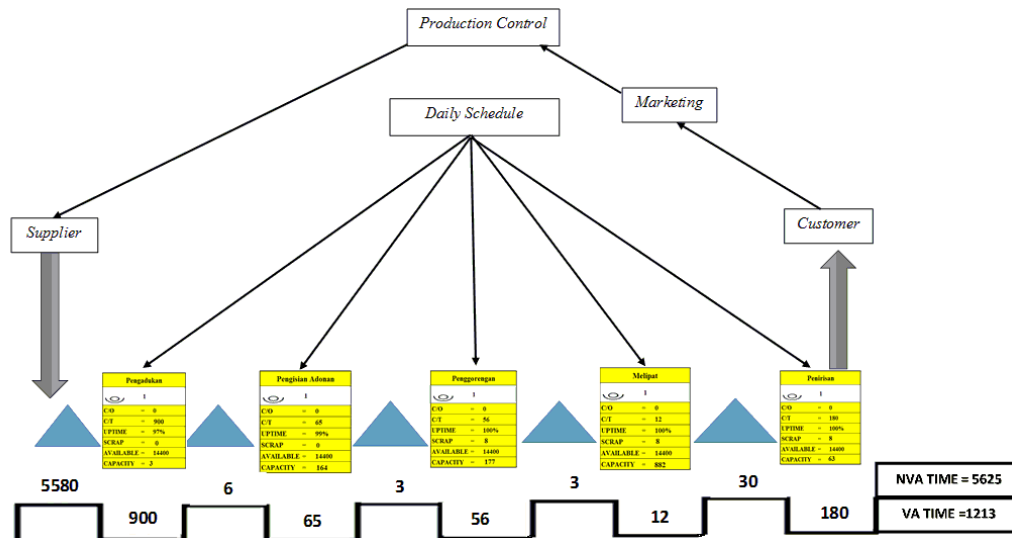 Production Control
Marketing
Daily Schedule
Supplier
Customer
Pengadukan
1
C/O = 0
C/T = 900
UPTIME = 97%
SCRAP = 0
AVAILABLE = 14400
CAPACITY = 3
Pengisian Adonan
1
C/O = 0
C/T = 65
UPTIME = 99%
SCRAP = 0
AVAILABLE = 14400
CAPACITY = 164
Penggorengan
1
C/O = 0
C/T = 56
UPTIME = 100%
SCRAP = 8
AVAILABLE = 14400
CAPACITY = 177
Melipat
1
C/O = 0
C/T = 12
UPTIME = 100%
SCRAP = 8
AVAILABLE = 14400
CAPACITY = 882
Penirisan
1
C/O = 0
C/T = 180
UPTIME = 100%
SCRAP = 8
AVAILABLE = 14400
CAPACITY = 63
5580 6 3 3 30
NVA TIME = 5625
900 65 56 12 180
VA TIME =1213